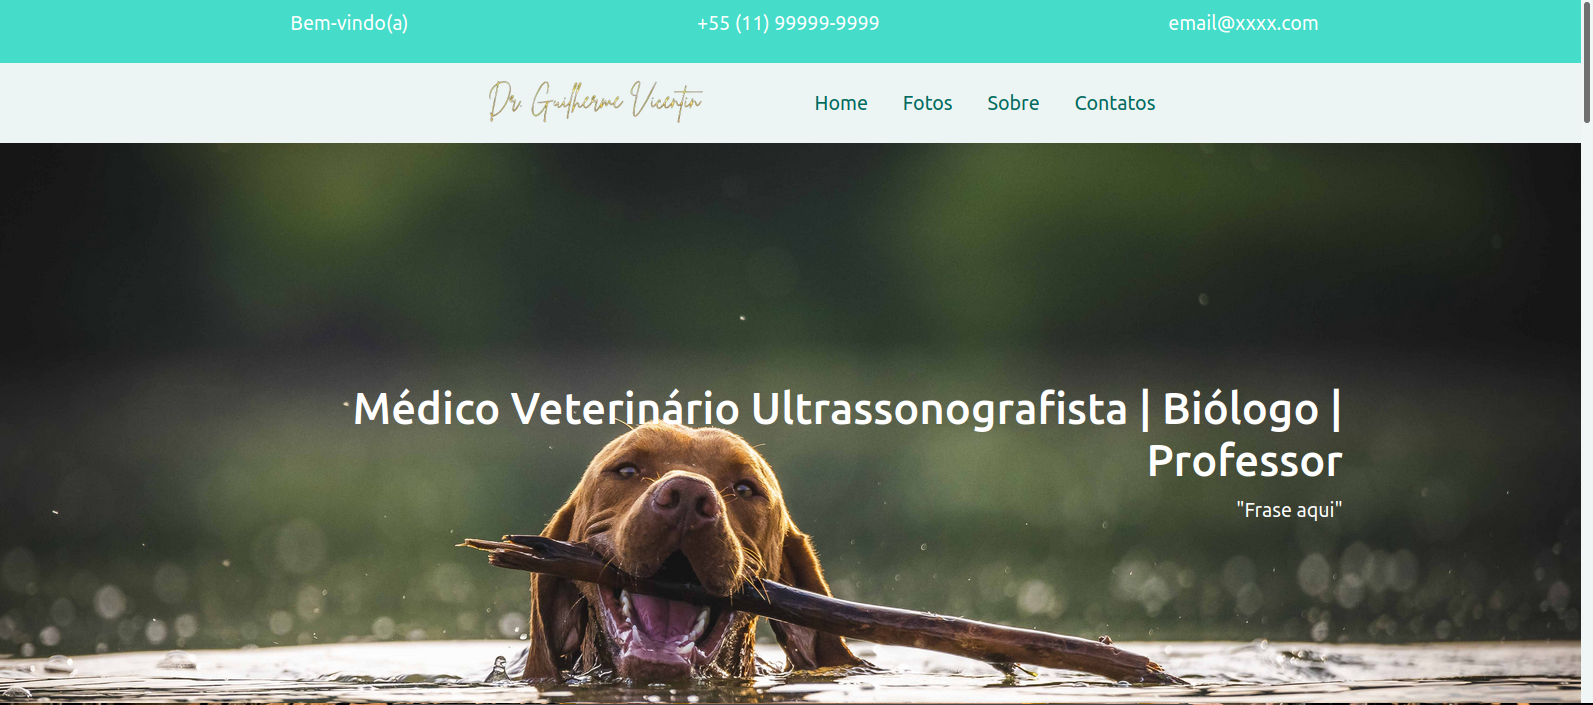 Bem-vindo(a)
+55 (11) 99999-9999
email@xxxx.com
Dr. Guilherme Vicentin
Home
Fotos
Sobre
Contatos
Médico Veterinário Ultrassonografista | Biólogo |
Professor
"Frase aqui"